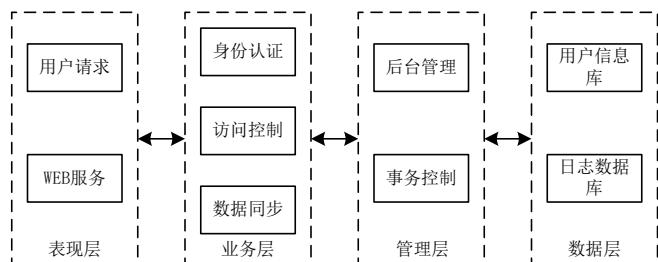 用户请求
WEB服务
表现层
身份认证
访问控制
数据同步
业务层
后台管理
事务控制
管理层
用户信息
库
日志数据
库
数据层